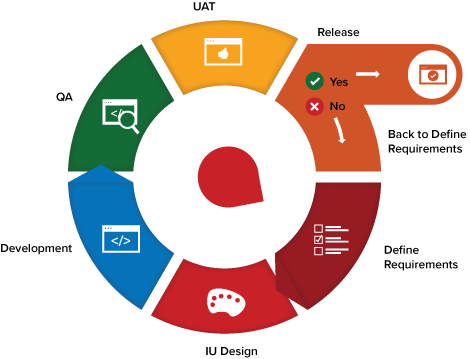 UAT
Release
Yes
No
QA
Back to Define
Requirements
</>
Development
</>
Define
Requirements
IU Design